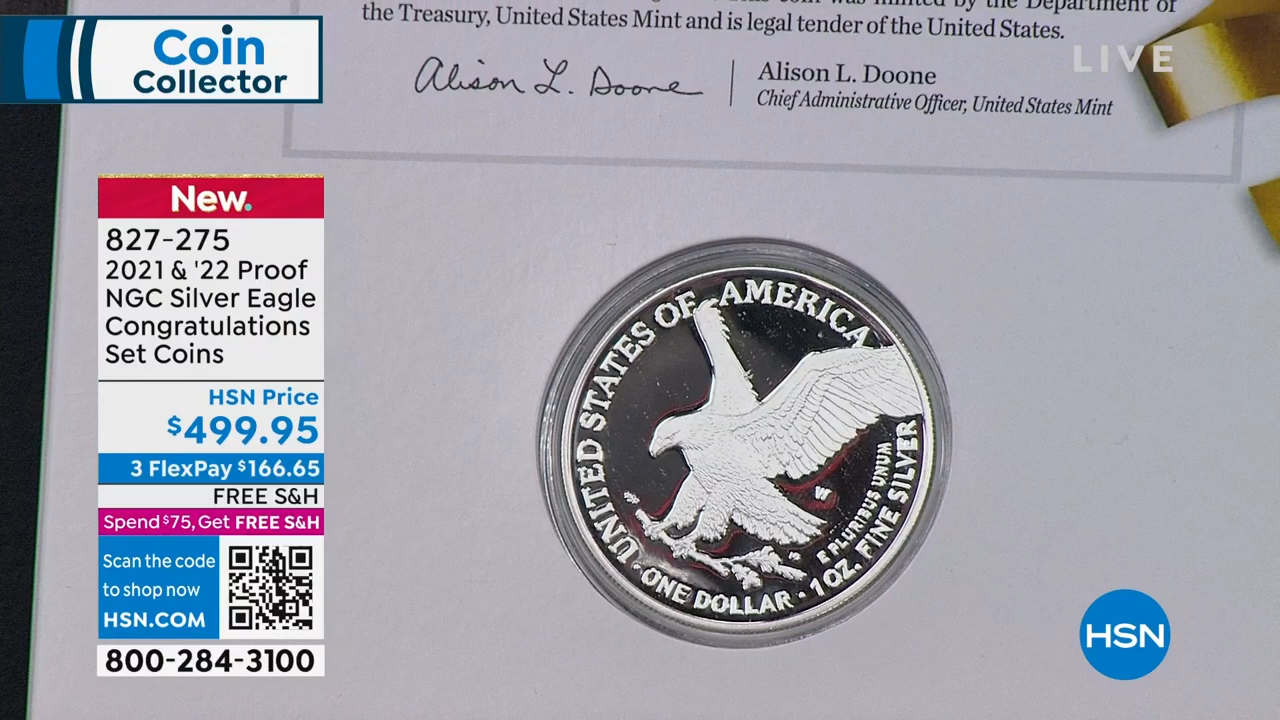 the Treasury, United States Mint and is legal tender of the United States.
Alison L. Doone
Alison L. Doone
Chief Administrative Officer, United States Mint
LIVE
Coin
Collector
New.
827-275
2021 & '22 Proof
NGC Silver Eagle
Congratulations
Set Coins
HSN Price
$499.95
3 FlexPay $166.65
FREE S&H
Spend $75, Get FREE S&H
Scan the code
to shop now
HSN.COM
800-284-3100
UNITED STATES OF AMERICA
W
E PLURIBUS UNUM
1 OZ. FINE SILVER
ONE DOLLAR
HSN